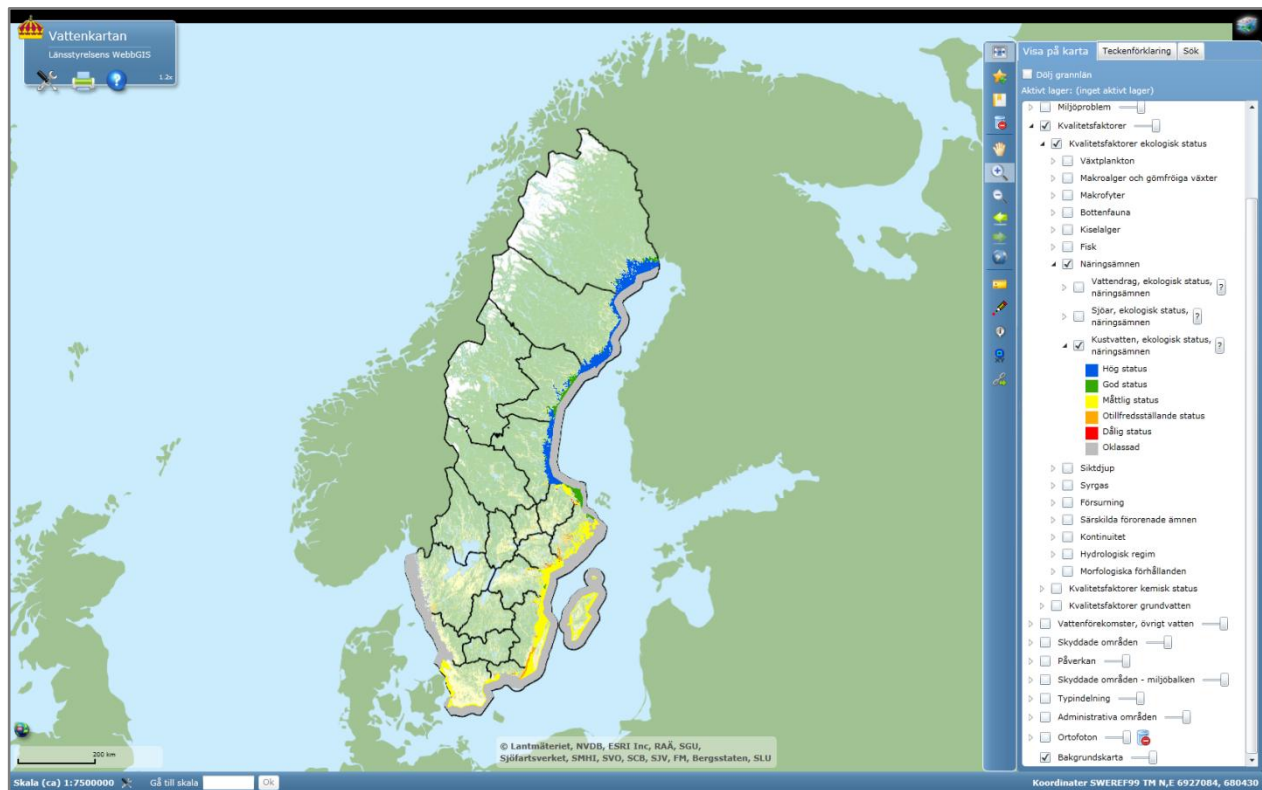 Vattenkartan
Länsstyrelsens WebbGIS
1.2x
Visa på karta
Teckenförklaring
Sök
Dölj grannlän
Aktivt lager: (inget aktivt lager)
Miljöproblem
Kvalitetsfaktorer
Kvalitetsfaktorer ekologisk status
Växtplankton
Makroalger och gömfröiga växter
Makrofyter
Bottenfauna
Kiselalger
Fisk
Näringsämnen
Vattendrag, ekologisk status,
näringsämnen
?
Sjöar, ekologisk status,
näringsämnen
?
Kustvatten, ekologisk status,
näringsämnen
?
Hög status
God status
Måttlig status
Otillfredsställande status
Dålig status
Oklassad
Siktdjup
Syrgas
Försurning
Särskilda förorenade ämnen
Kontinuitet
Hydrologisk regim
Morfologiska förhållanden
Kvalitetsfaktorer kemisk status
Kvalitetsfaktorer grundvatten
Vattenförekomster, övrigt vatten
Skyddade områden
Påverkan
Skyddade områden - miljöbalken
Typindelning
Administrativa områden
Ortofoton
Bakgrundskarta
200 km
© Lantmäteriet, NVDB, ESRI Inc, RAÄ, SGU,
Sjöfartsverket, SMHI, SVO, SCB, SJV, FM, Bergsstaten, SLU
Skala (ca) 1:7500000
Gå till skala
Ok
Koordinater SWEREF99 TM N,E 6927084, 680430